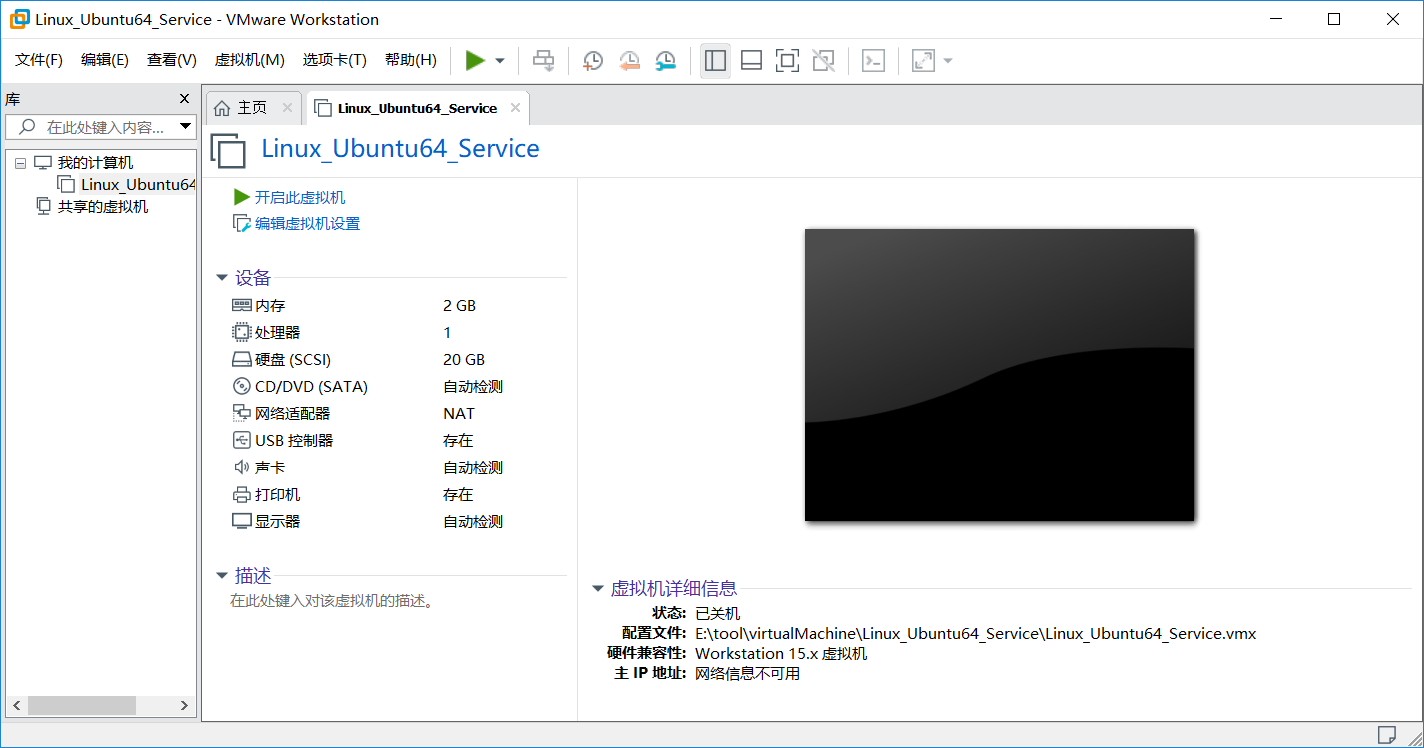 Linux_Ubuntu64_Service - VMware Workstation
文件(F) 编辑(E) 查看(V) 虚拟机(M) 选项卡(T) 帮助(H)
库
在此处键入内容...
我的计算机
Linux_Ubuntu64
共享的虚拟机
主页 Linux_Ubuntu64_Service
Linux_Ubuntu64_Service
开启此虚拟机
编辑虚拟机设置
设备
内存 2 GB
处理器 1
硬盘 (SCSI) 20 GB
CD/DVD (SATA) 自动检测
网络适配器 NAT
USB 控制器 存在
声卡 自动检测
打印机 存在
显示器 自动检测
描述
在此处键入对该虚拟机的描述。
虚拟机详细信息
状态: 已关机
配置文件: E:\tool\virtualMachine\Linux_Ubuntu64_Service\Linux_Ubuntu64_Service.vmx
硬件兼容性: Workstation 15.x 虚拟机
主 IP 地址: 网络信息不可用